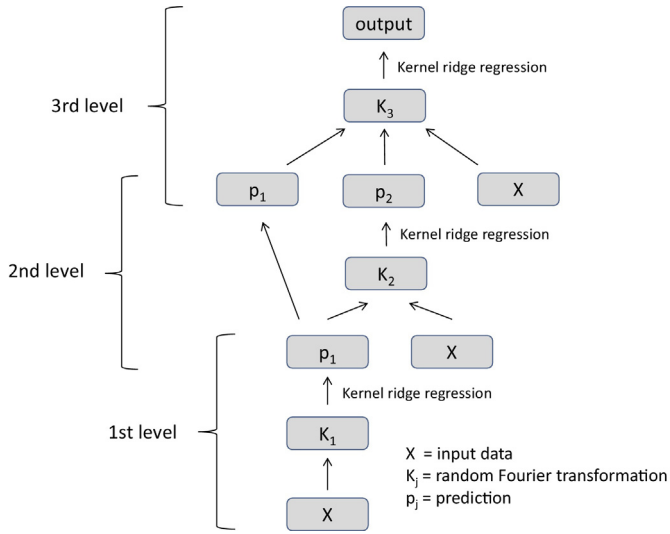 output
Kernel ridge regression
3rd level
K3
p1
p2
X
Kernel ridge regression
2nd level
K2
p1
X
Kernel ridge regression
1st level
K1
X = input data
Kj = random Fourier transformation
pj = prediction
X